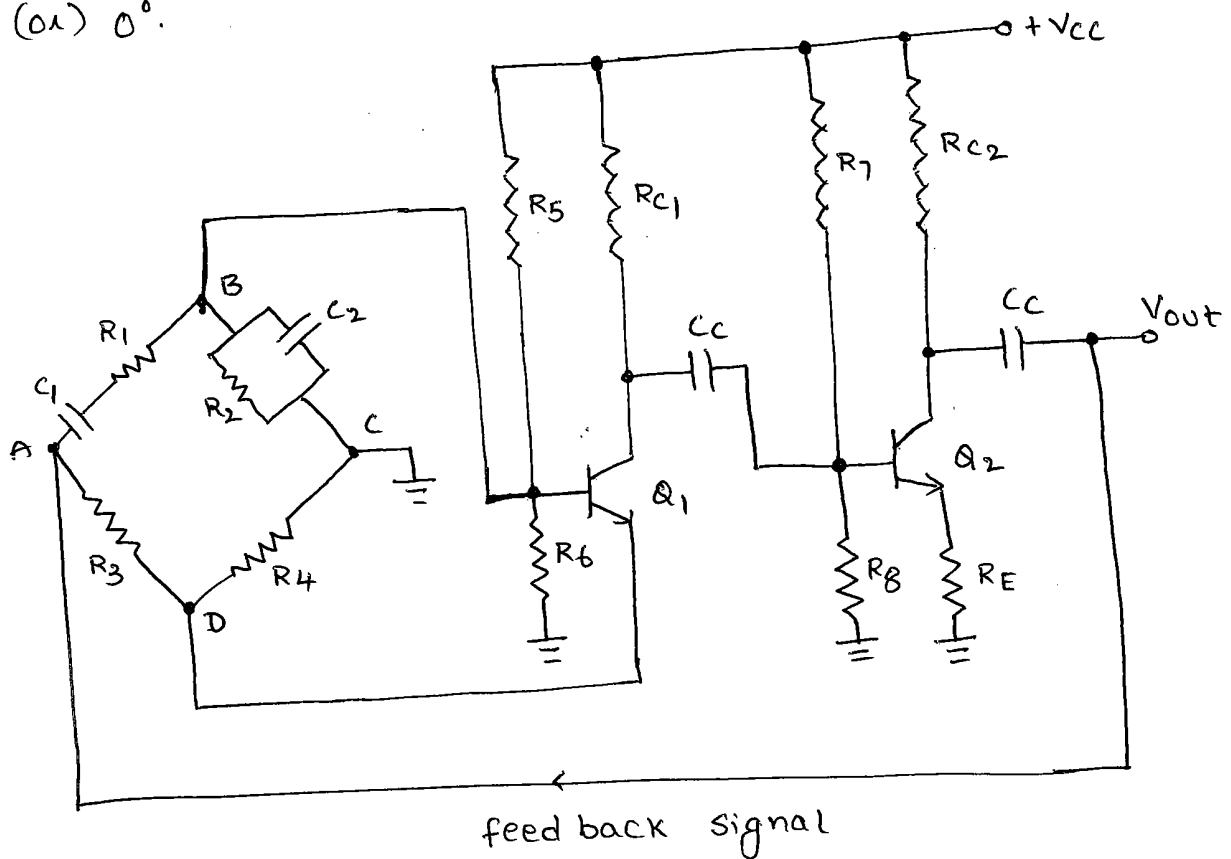 (or) 0°.
+ Vcc
R5
RC1
R7
RC2
B
C2
R1
C1
R2
C
A
R3
R4
D
Cc
Q1
R6
Cc
Vout
Q2
R8
RE
feed back signal